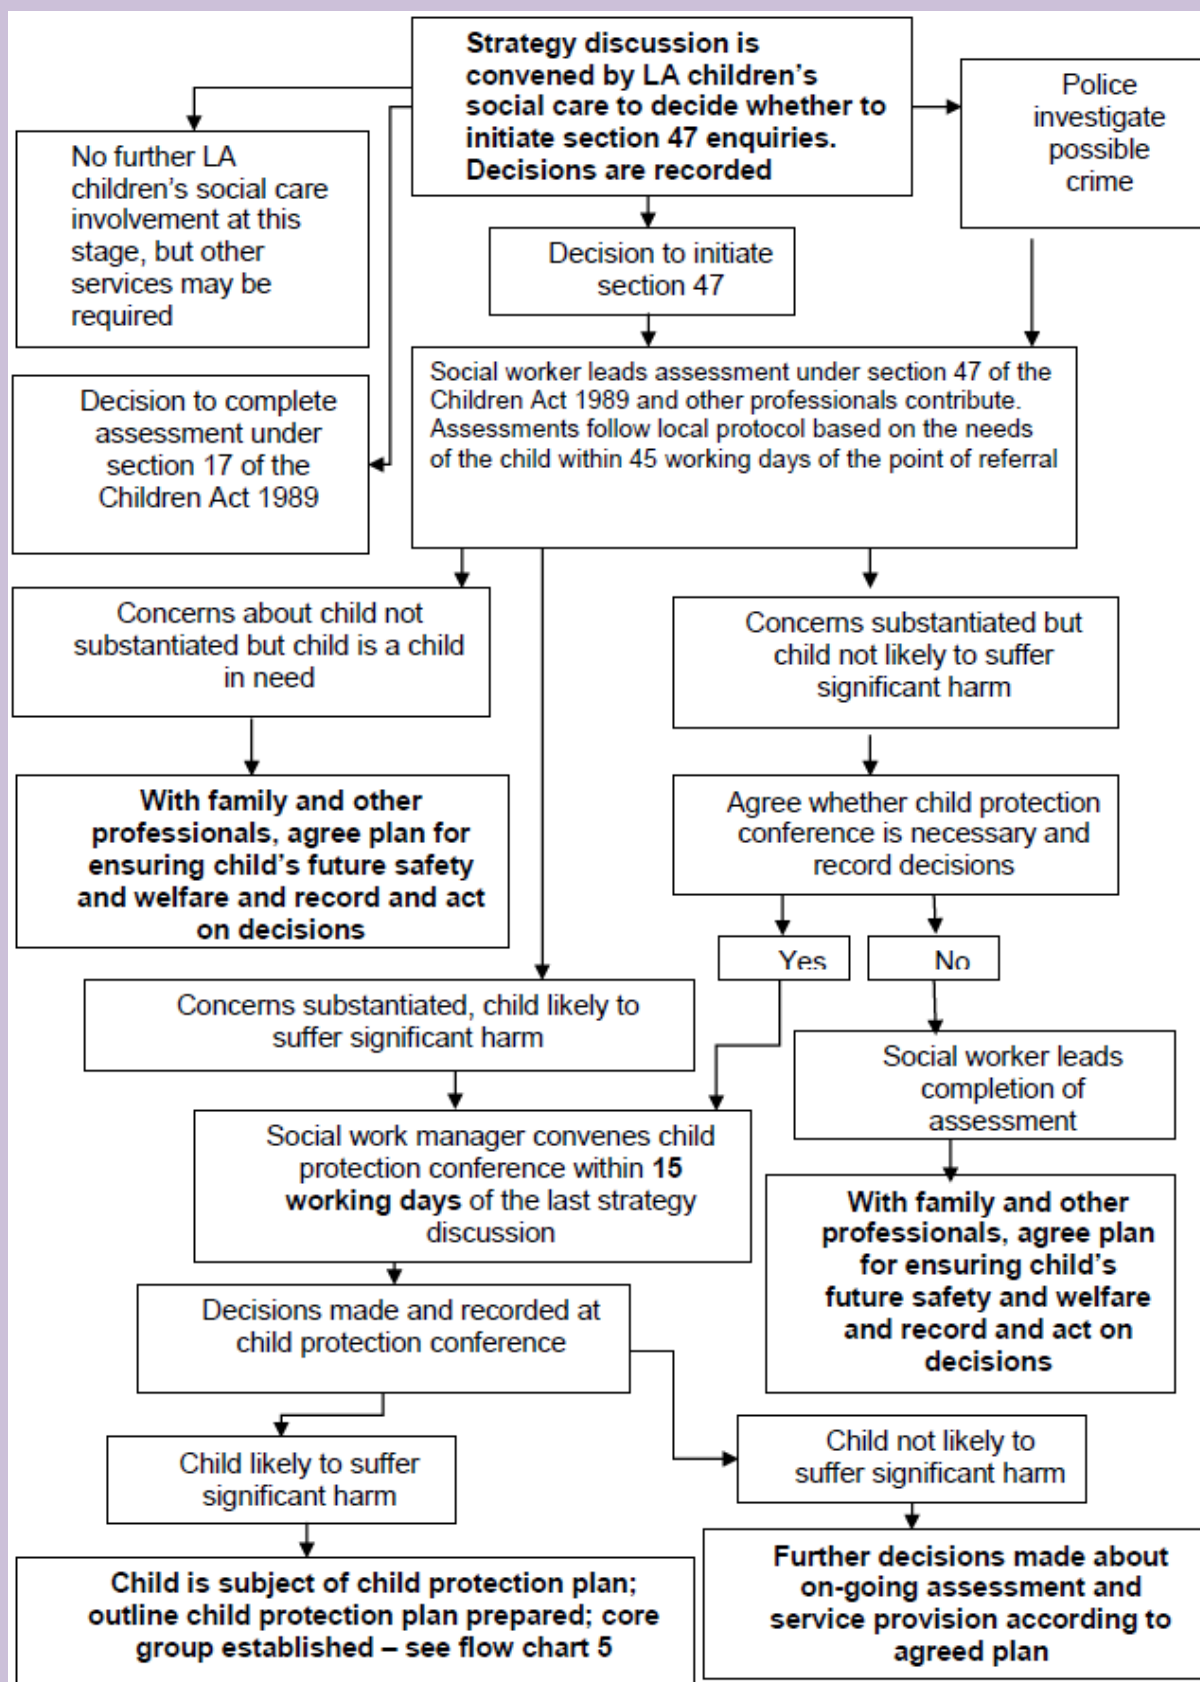 Strategy discussion is
convened by LA children's
social care to decide whether to
initiate section 47 enquiries.
Decisions are recorded
Police
investigate
possible
crime
No further LA
children's social care
involvement at this
stage, but other
services may be
required
Decision to initiate
section 47
Decision to complete
assessment under
section 17 of the
Children Act 1989
Social worker leads assessment under section 47 of the
Children Act 1989 and other professionals contribute.
Assessments follow local protocol based on the needs
of the child within 45 working days of the point of referral
Concerns about child not
substantiated but child is a child
in need
Concerns substantiated but
child not likely to suffer
significant harm
With family and other
professionals, agree plan for
ensuring child's future safety
and welfare and record and act
on decisions
Agree whether child protection
conference is necessary and
record decisions
Yes
No
Concerns substantiated, child likely to
suffer significant harm
Social worker leads
completion of
assessment
Social work manager convenes child
protection conference within 15
working days of the last strategy
discussion
With family and other
professionals, agree plan
for ensuring child's
future safety and welfare
and record and act on
decisions
Decisions made and recorded at
child protection conference
Child likely to suffer
significant harm
Child not likely to
suffer significant harm
Child is subject of child protection plan;
outline child protection plan prepared; core
group established – see flow chart 5
Further decisions made about
on-going assessment and
service provision according to
agreed plan